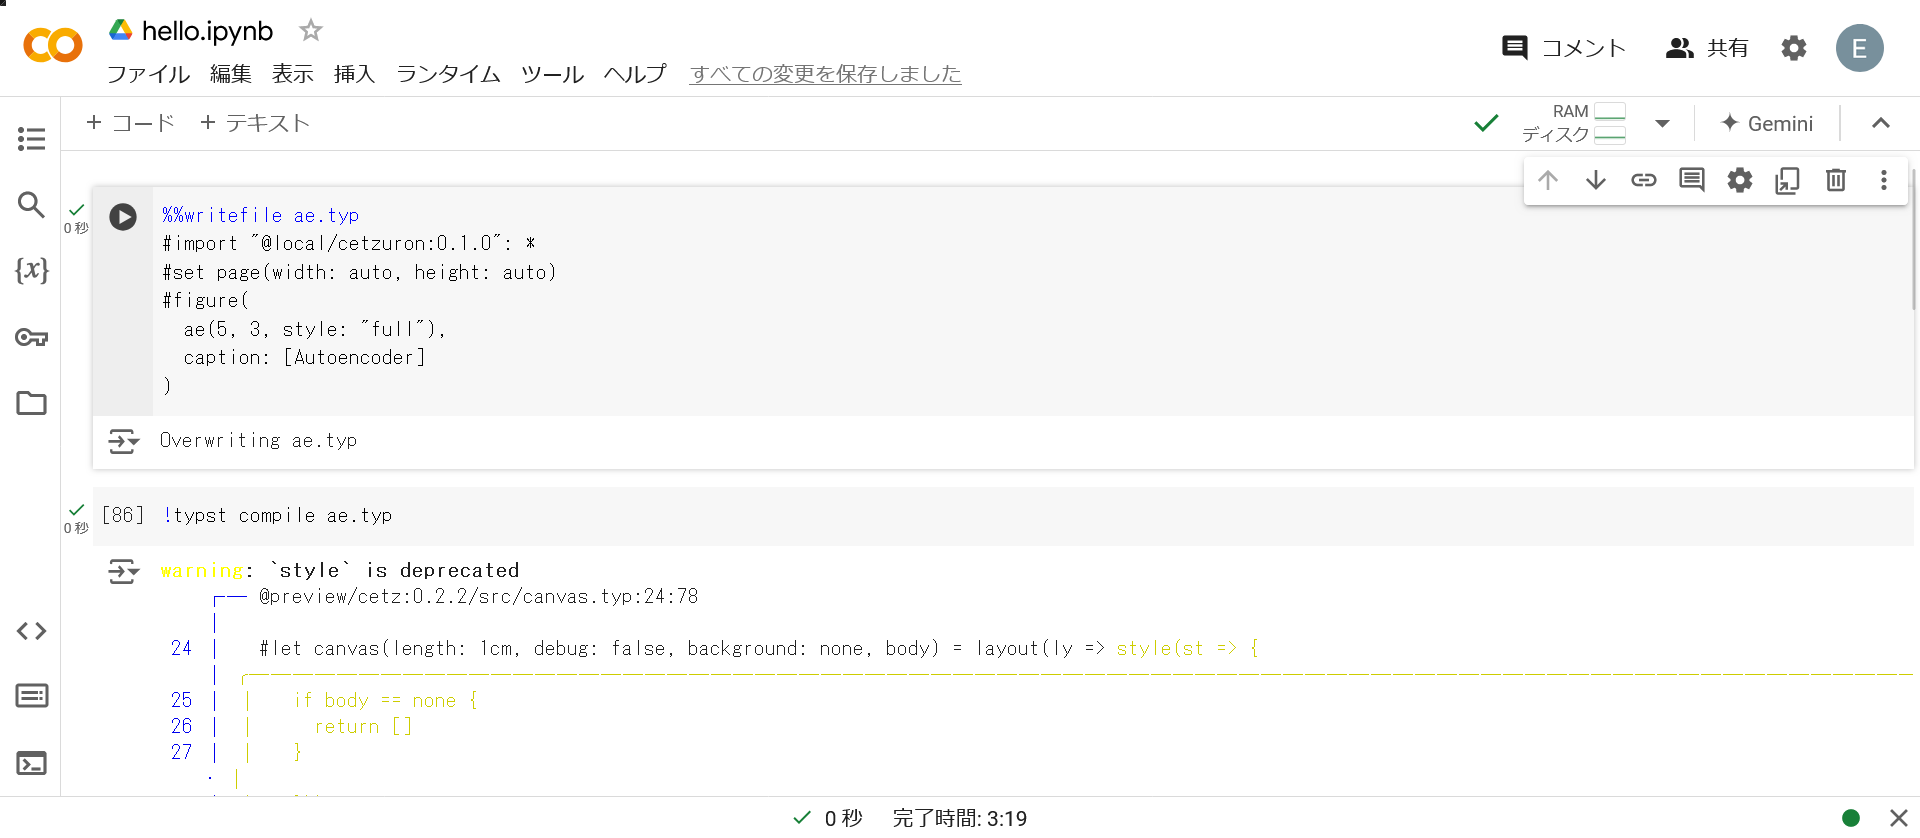 hello.ipynb
ファイル 編集 表示 挿入 ランタイム ツール ヘルプ すべての変更を保存しました
コメント 共有 E
+ コード + テキスト
RAM
ディスク
Gemini
0 秒
%%writefile ae.typ
#import "@local/cetzuron:0.1.0": *
#set page(width: auto, height: auto)
#figure(
  ae(5, 3, style: "full"),
  caption: [Autoencoder]
)
Overwriting ae.typ
0 秒
[86] !typst compile ae.typ
warning: `style` is deprecated
@preview/cetz:0.2.2/src/canvas.typ:24:78
24 #let canvas(length: 1cm, debug: false, background: none, body) = layout(ly => style(st => {
25 if body == none {
26 return []
27 }
0 秒 完了時間: 3:19